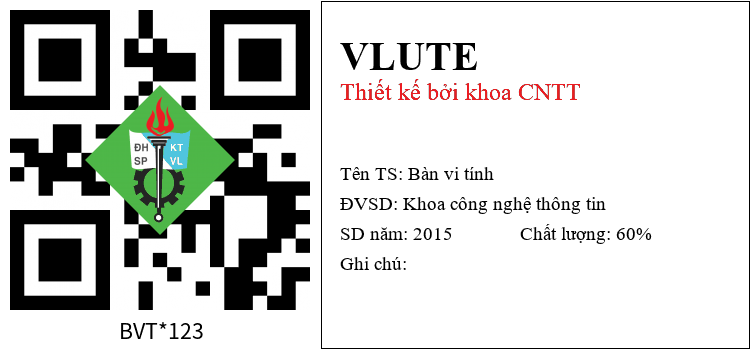 ĐH KT
SP VL
BVT*123
VLUTE
Thiết kế bởi khoa CNTT
Tên TS: Bàn vi tính
ĐVSD: Khoa công nghệ thông tin
SD năm: 2015 Chất lượng: 60%
Ghi chú: